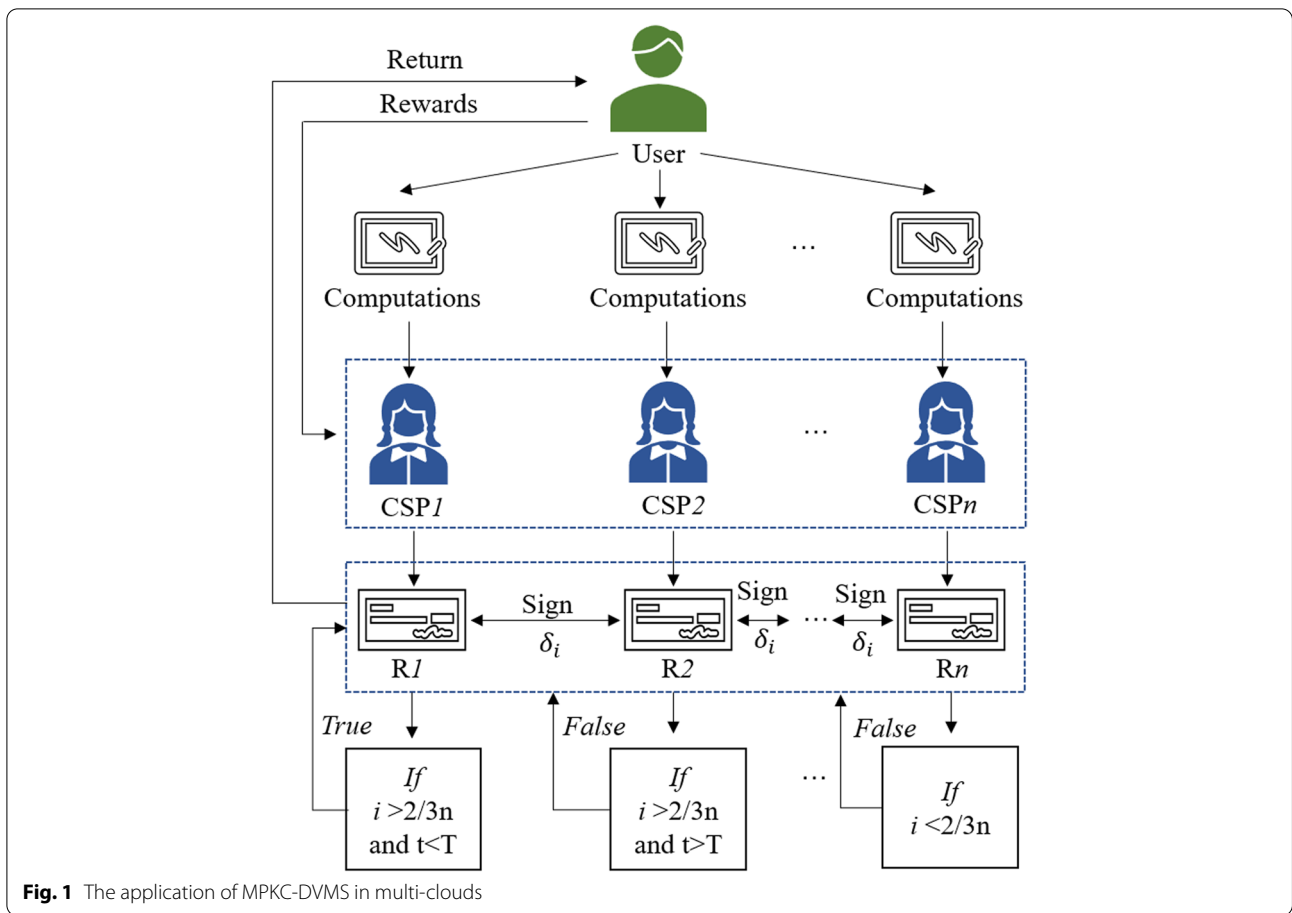 Return
Rewards
User
...
Computations Computations Computations
...
CSP1 CSP2 CSPn
Sign Sign Sign
...
δi δi δi
R1 R2 Rn
True False False
If
i >2/3n
and t<T
If
i >2/3n
and t>T
...
If
i <2/3n
Fig. 1 The application of MPKC-DVMS in multi-clouds